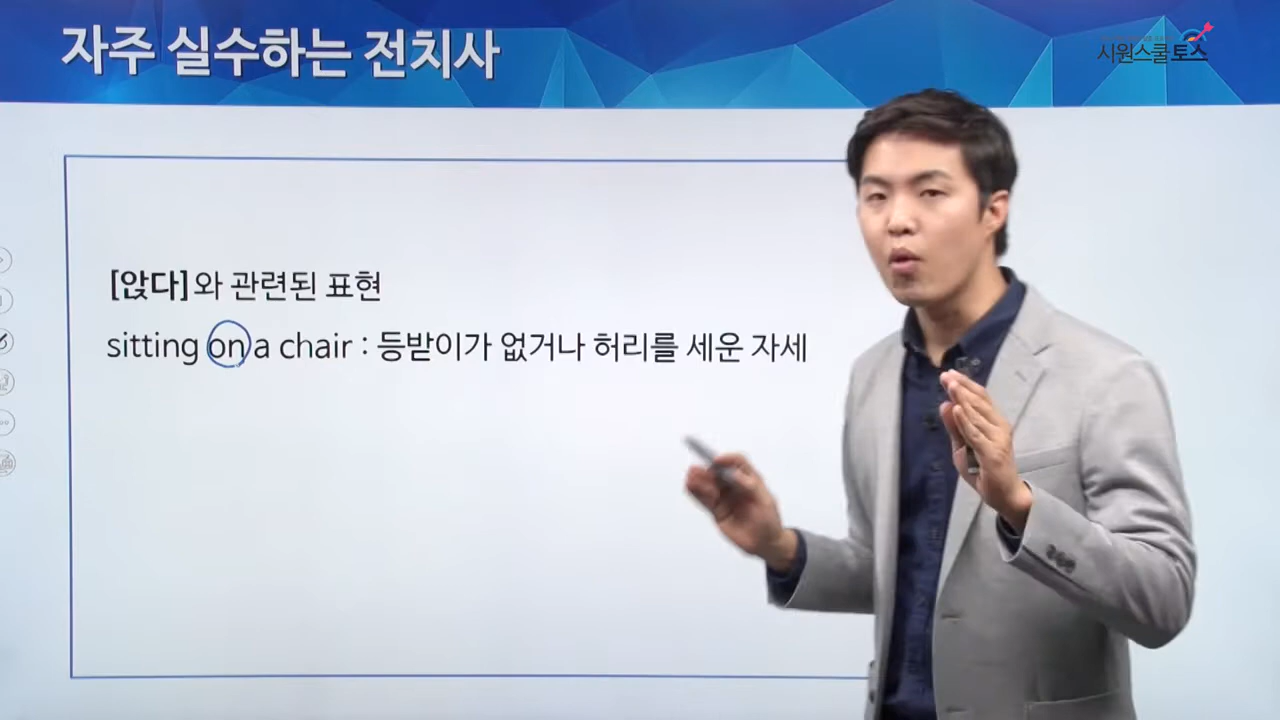 자주 실수하는 전치사
시원스쿨토스
[앉다]와 관련된 표현
sitting on a chair : 등받이가 없거나 허리를 세운 자세